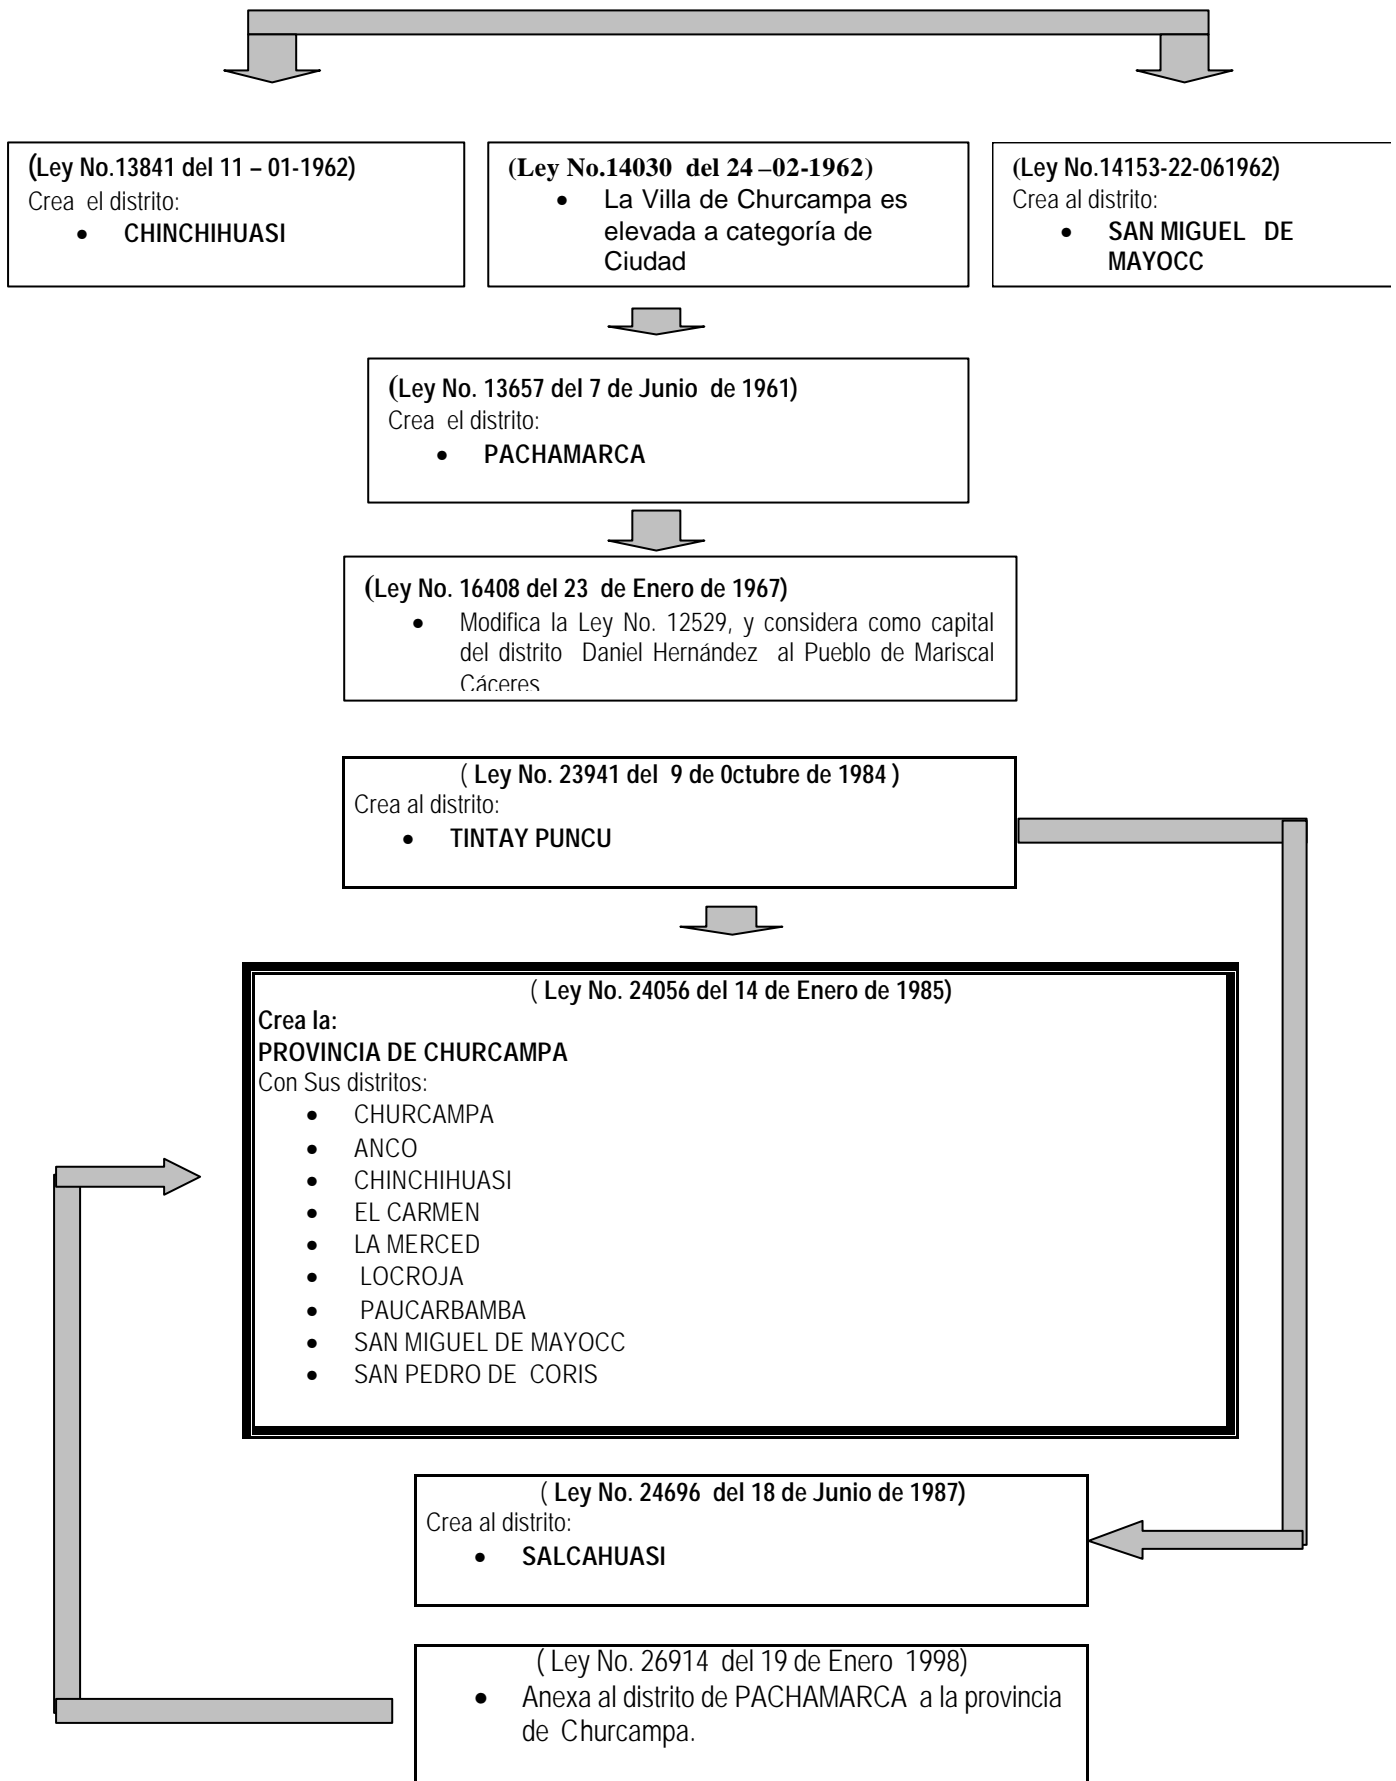 (Ley No.13841 del 11 – 01-1962)
Crea el distrito:
• CHINCHIHUASI
(Ley No.14030 del 24 –02-1962)
• La Villa de Churcampa es
elevada a categoría de
Ciudad
(Ley No.14153-22-061962)
Crea al distrito:
• SAN MIGUEL DE
MAYOCC
(Ley No. 13657 del 7 de Junio de 1961)
Crea el distrito:
• PACHAMARCA
(Ley No. 16408 del 23 de Enero de 1967)
• Modifica la Ley No. 12529, y considera como capital
del distrito Daniel Hernández al Pueblo de Mariscal
Cáceres
( Ley No. 23941 del 9 de 0ctubre de 1984 )
Crea al distrito:
• TINTAY PUNCU
( Ley No. 24056 del 14 de Enero de 1985)
Crea la:
PROVINCIA DE CHURCAMPA
Con Sus distritos:
• CHURCAMPA
• ANCO
• CHINCHIHUASI
• EL CARMEN
• LA MERCED
• LOCROJA
• PAUCARBAMBA
• SAN MIGUEL DE MAYOCC
• SAN PEDRO DE CORIS
( Ley No. 24696 del 18 de Junio de 1987)
Crea al distrito:
• SALCAHUASI
( Ley No. 26914 del 19 de Enero 1998)
• Anexa al distrito de PACHAMARCA a la provincia
de Churcampa.